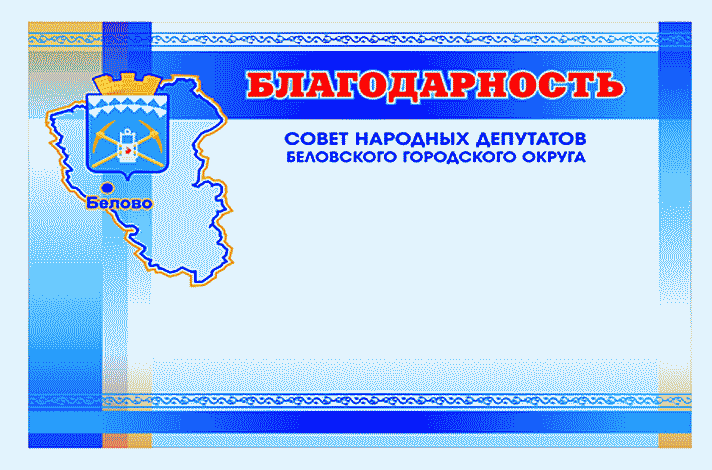 БЛАГОДАРНОСТЬ
СОВЕТ НАРОДНЫХ ДЕПУТАТОВ
БЕЛОВСКОГО ГОРОДСКОГО ОКРУГА
Белово